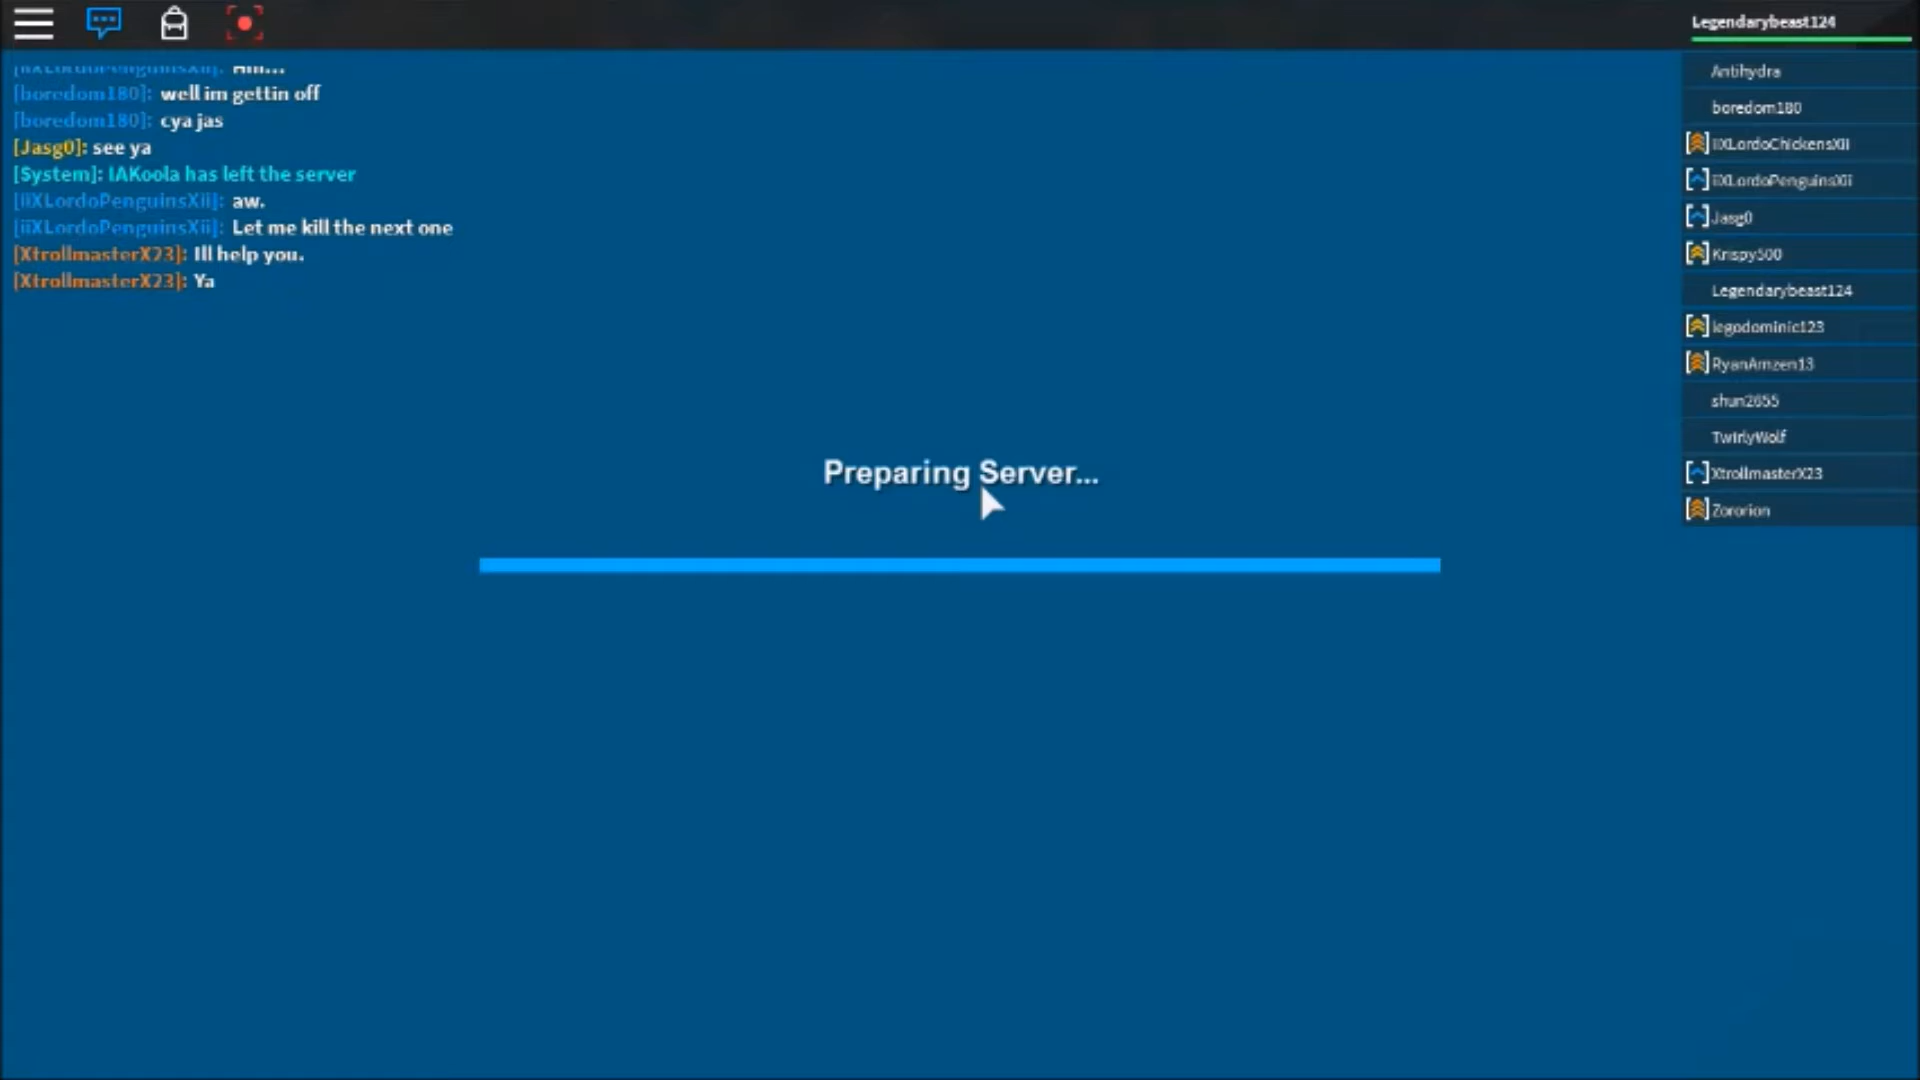 Legendarybeast124
[boredom180]: well im gettin off
[boredom180]: cya jas
[Jasg0]: see ya
[System]: IAKoola has left the server
[iiXLordoPenguinsXii]: aw.
[iiXLordoPenguinsXii]: Let me kill the next one
[XtrollmasterX23]: Ill help you.
[XtrollmasterX23]: Ya
Preparing Server...
Antihydra
boredom180
iiXLordoChickensXii
iiXLordoPenguinsXii
Jasg0
Krispy500
Legendarybeast124
legodominic123
RyanAmzen13
shun2655
TwirlyWolf
XtrollmasterX23
Zororion